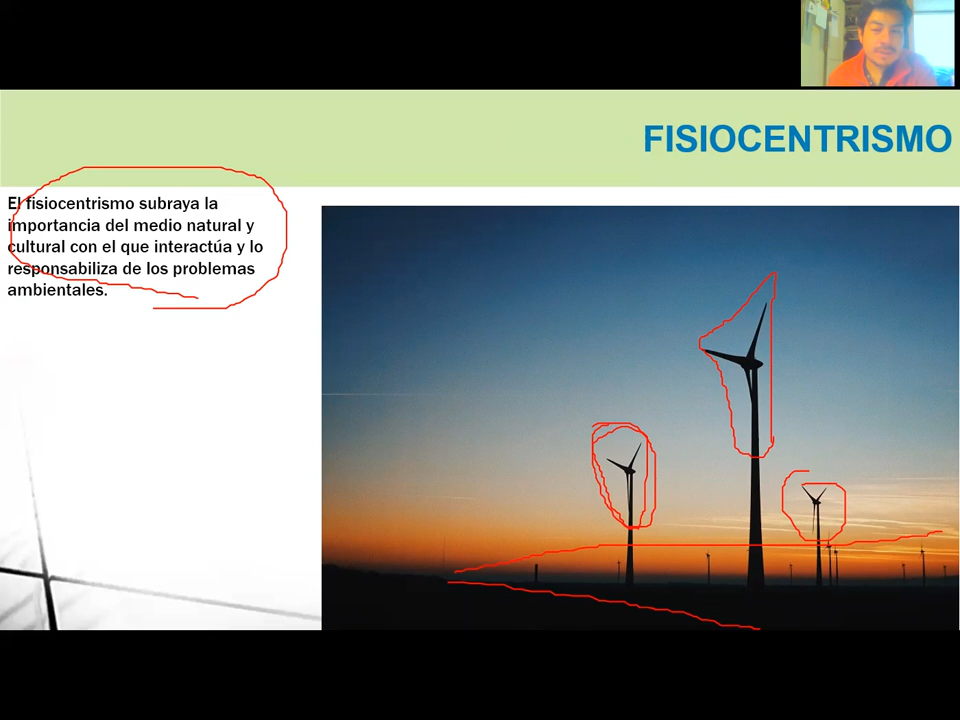 FISIOCENTRISMO
El fisiocentrismo subraya la
importancia del medio natural y
cultural con el que interactúa y lo
responsabiliza de los problemas
ambientales.